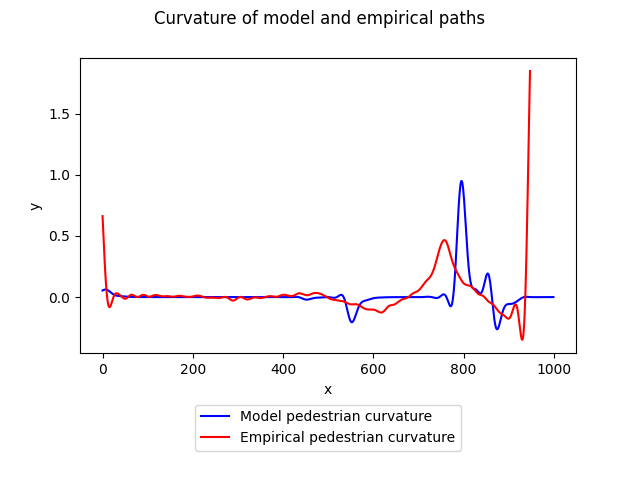 Curvature of model and empirical paths
y
1.5
1.0
0.5
0.0
0 200 400 600 800 1000
x
Model pedestrian curvature
Empirical pedestrian curvature